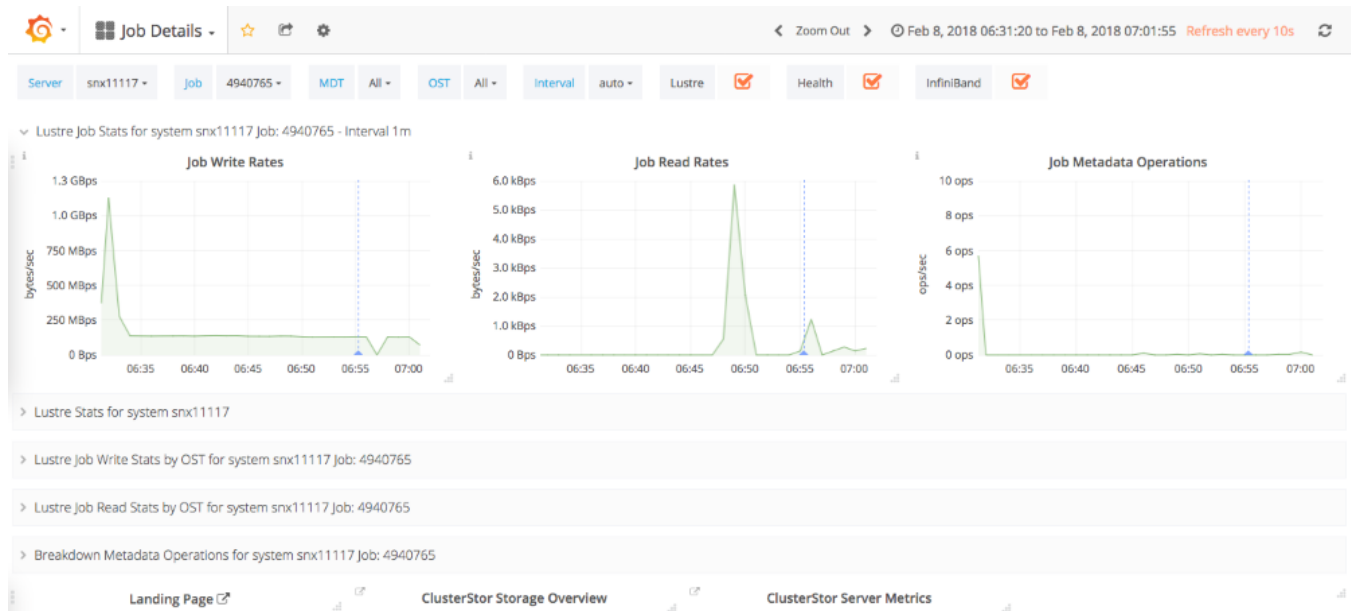 Job Details
Zoom Out Feb 8, 2018 06:31:20 to Feb 8, 2018 07:01:55 Refresh every 10s
Server snx11117 Job 4940765 MDT All OST All Interval auto Lustre Health InfiniBand
Lustre Job Stats for system snx11117 Job: 4940765 - Interval 1m
i
Job Write Rates
bytes/sec
1.3 GBps
1.0 GBps
750 MBps
500 MBps
250 MBps
0 Bps
06:35 06:40 06:45 06:50 06:55 07:00
i
Job Read Rates
bytes/sec
6.0 kBps
5.0 kBps
4.0 kBps
3.0 kBps
2.0 kBps
1.0 kBps
0 Bps
06:35 06:40 06:45 06:50 06:55 07:00
i
Job Metadata Operations
ops/sec
10 ops
8 ops
6 ops
4 ops
2 ops
0 ops
06:35 06:40 06:45 06:50 06:55 07:00
Lustre Stats for system snx11117
Lustre Job Write Stats by OST for system snx11117 Job: 4940765
Lustre Job Read Stats by OST for system snx11117 Job: 4940765
Breakdown Metadata Operations for system snx11117 Job: 4940765
Landing Page ClusterStor Storage Overview ClusterStor Server Metrics